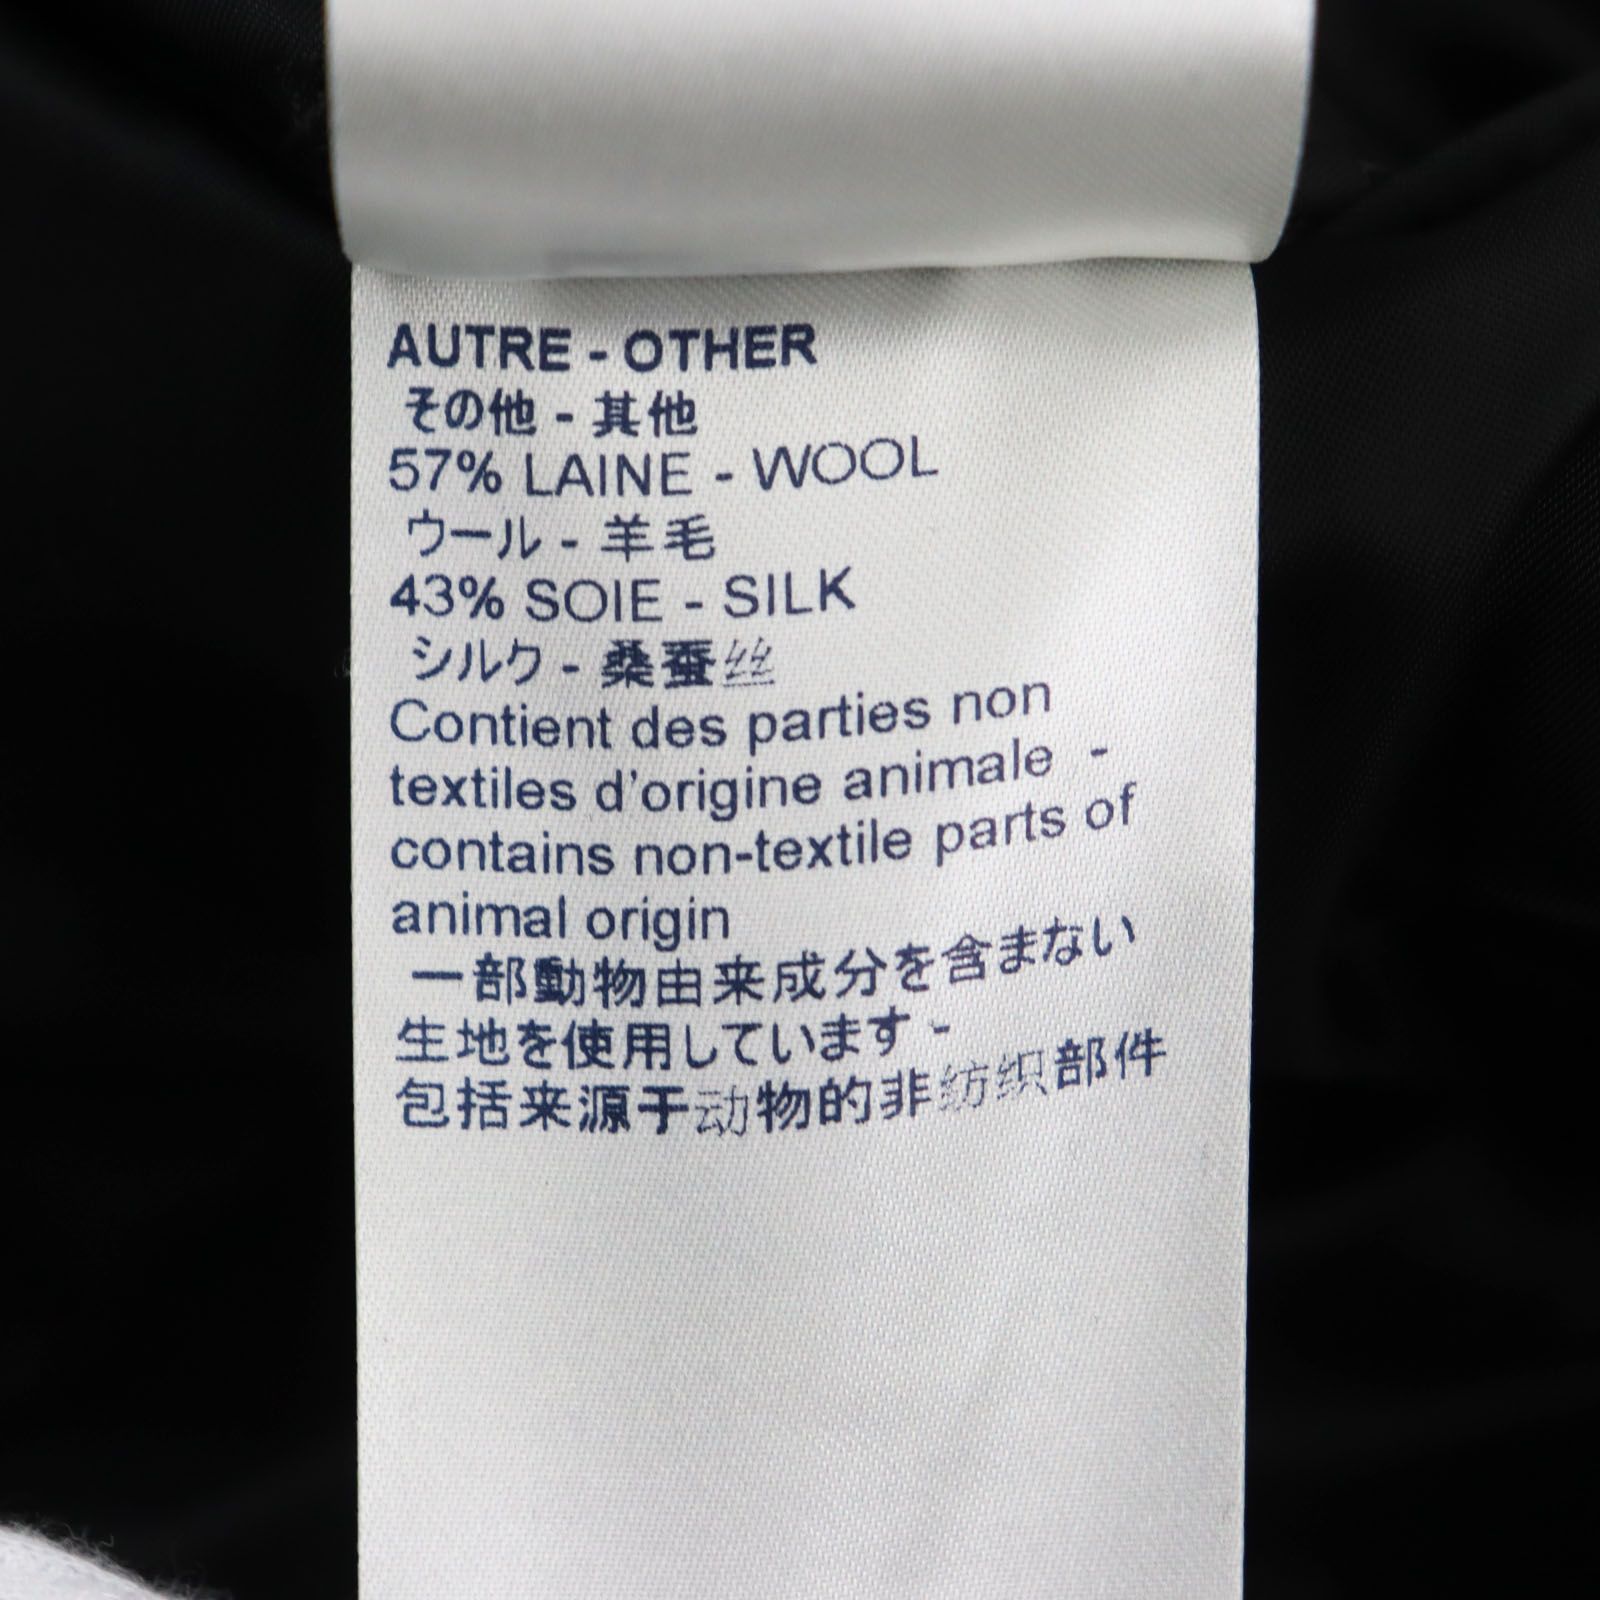 AUTRE - OTHER
その他 - 其他
57% LAINE - WOOL
ウール - 羊毛
43% SOIE - SILK
シルク - 桑蚕丝
Contient des parties non
textiles d'origine animale -
contains non-textile parts of
animal origin
一部動物由来成分を含まない
生地を使用しています -
包括来源于动物的非纺织部件